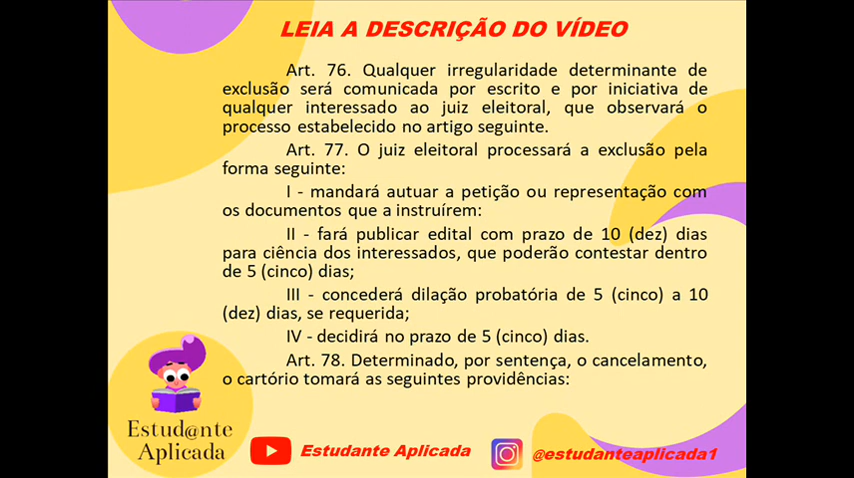 LEIA A DESCRIÇÃO DO VÍDEO
Art. 76. Qualquer irregularidade determinante de
exclusão será comunicada por escrito e por iniciativa de
qualquer interessado ao juiz eleitoral, que observará o
processo estabelecido no artigo seguinte.
Art. 77. O juiz eleitoral processará a exclusão pela
forma seguinte:
I - mandará autuar a petição ou representação com
os documentos que a instruírem:
II - fará publicar edital com prazo de 10 (dez) dias
para ciência dos interessados, que poderão contestar dentro
de 5 (cinco) dias;
III - concederá dilação probatória de 5 (cinco) a 10
(dez) dias, se requerida;
IV - decidirá no prazo de 5 (cinco) dias.
Art. 78. Determinado, por sentença, o cancelamento,
o cartório tomará as seguintes providências:
Estud@nte
Aplicada
Estudante Aplicada
@estudanteaplicada1